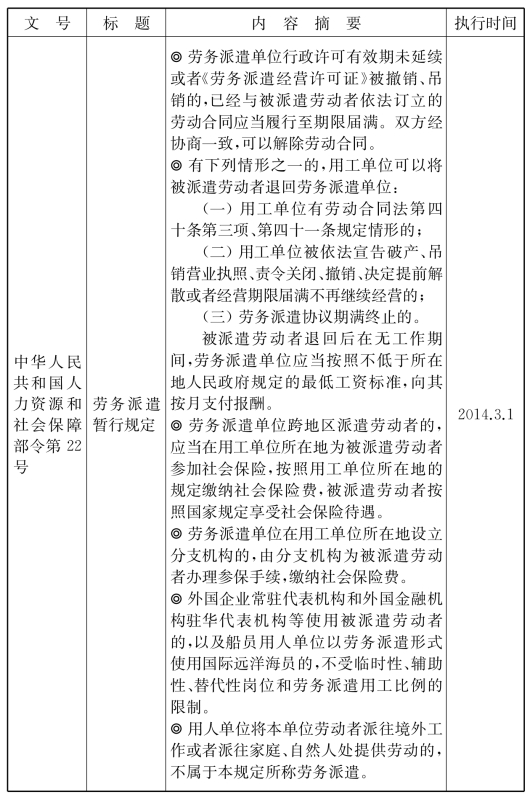 文　号　标　题　内　容　摘　要　执行时间
中华人民
共和国人
力资源和
社会保障
部令第 22
号
劳务派遣
暂行规定
◎ 劳务派遣单位行政许可有效期未延续
或者《劳务派遣经营许可证》被撤销、吊
销的,已经与被派遣劳动者依法订立的
劳动合同应当履行至期限届满。双方经
协商一致,可以解除劳动合同。
◎ 有下列情形之一的,用工单位可以将
被派遣劳动者退回劳务派遣单位:
（一）用工单位有劳动合同法第四
十条第三项、第四十一条规定情形的;
（二）用工单位被依法宣告破产、吊
销营业执照、责令关闭、撤销、决定提前解
散或者经营期限届满不再继续经营的;
（三）劳务派遣协议期满终止的。
被派遣劳动者退回后在无工作期
间,劳务派遣单位应当按照不低于所在
地人民政府规定的最低工资标准,向其
按月支付报酬。
◎ 劳务派遣单位跨地区派遣劳动者的,
应当在用工单位所在地为被派遣劳动者
参加社会保险,按照用工单位所在地的
规定缴纳社会保险费,被派遣劳动者按
照国家规定享受社会保险待遇。
◎ 劳务派遣单位在用工单位所在地设立
分支机构的,由分支机构为被派遣劳动
者办理参保手续,缴纳社会保险费。
◎ 外国企业常驻代表机构和外国金融机
构驻华代表机构等使用被派遣劳动者
的,以及船员用人单位以劳务派遣形式
使用国际远洋海员的,不受临时性、辅助
性、替代性岗位和劳务派遣用工比例的
限制。
◎ 用人单位将本单位劳动者派往境外工
作或者派往家庭、自然人处提供劳动的,
不属于本规定所称劳务派遣。
2014.3.1